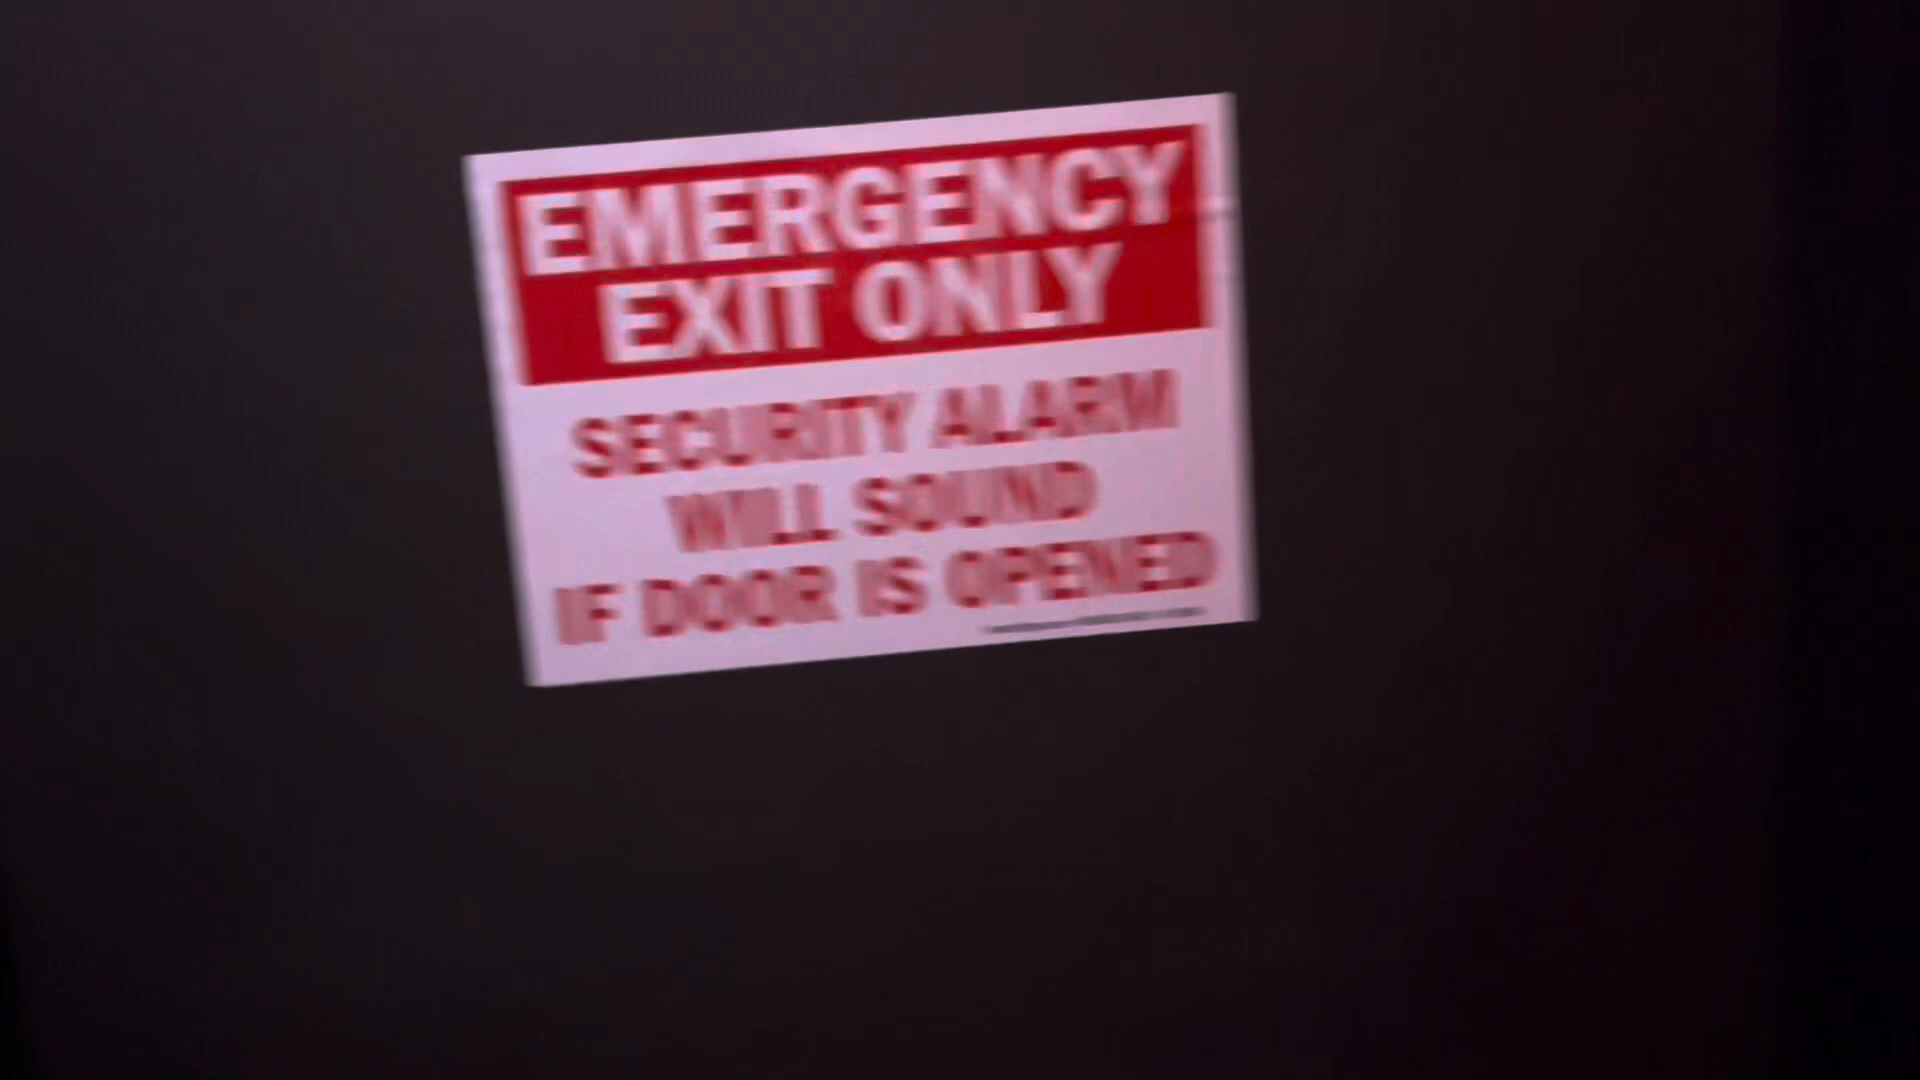 EMERGENCY
EXIT ONLY
SECURITY ALARM
WILL SOUND
IF DOOR IS OPENED